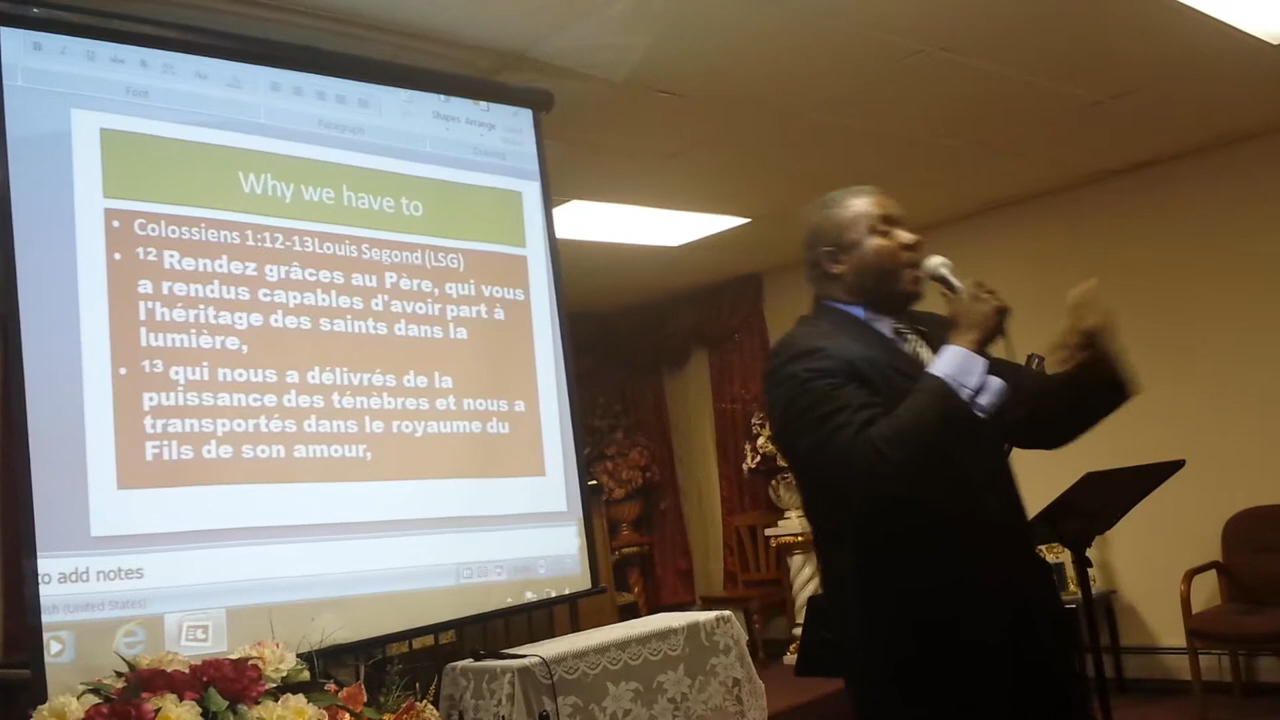 Font
Paragraph
Shapes Arrange
Drawing
Why we have to
• Colossiens 1:12-13Louis Segond (LSG)
• 12 Rendez grâces au Père, qui vous
a rendus capables d'avoir part à
l'héritage des saints dans la
lumière,
• 13 qui nous a délivrés de la
puissance des ténèbres et nous a
transportés dans le royaume du
Fils de son amour,
to add notes
(United States)